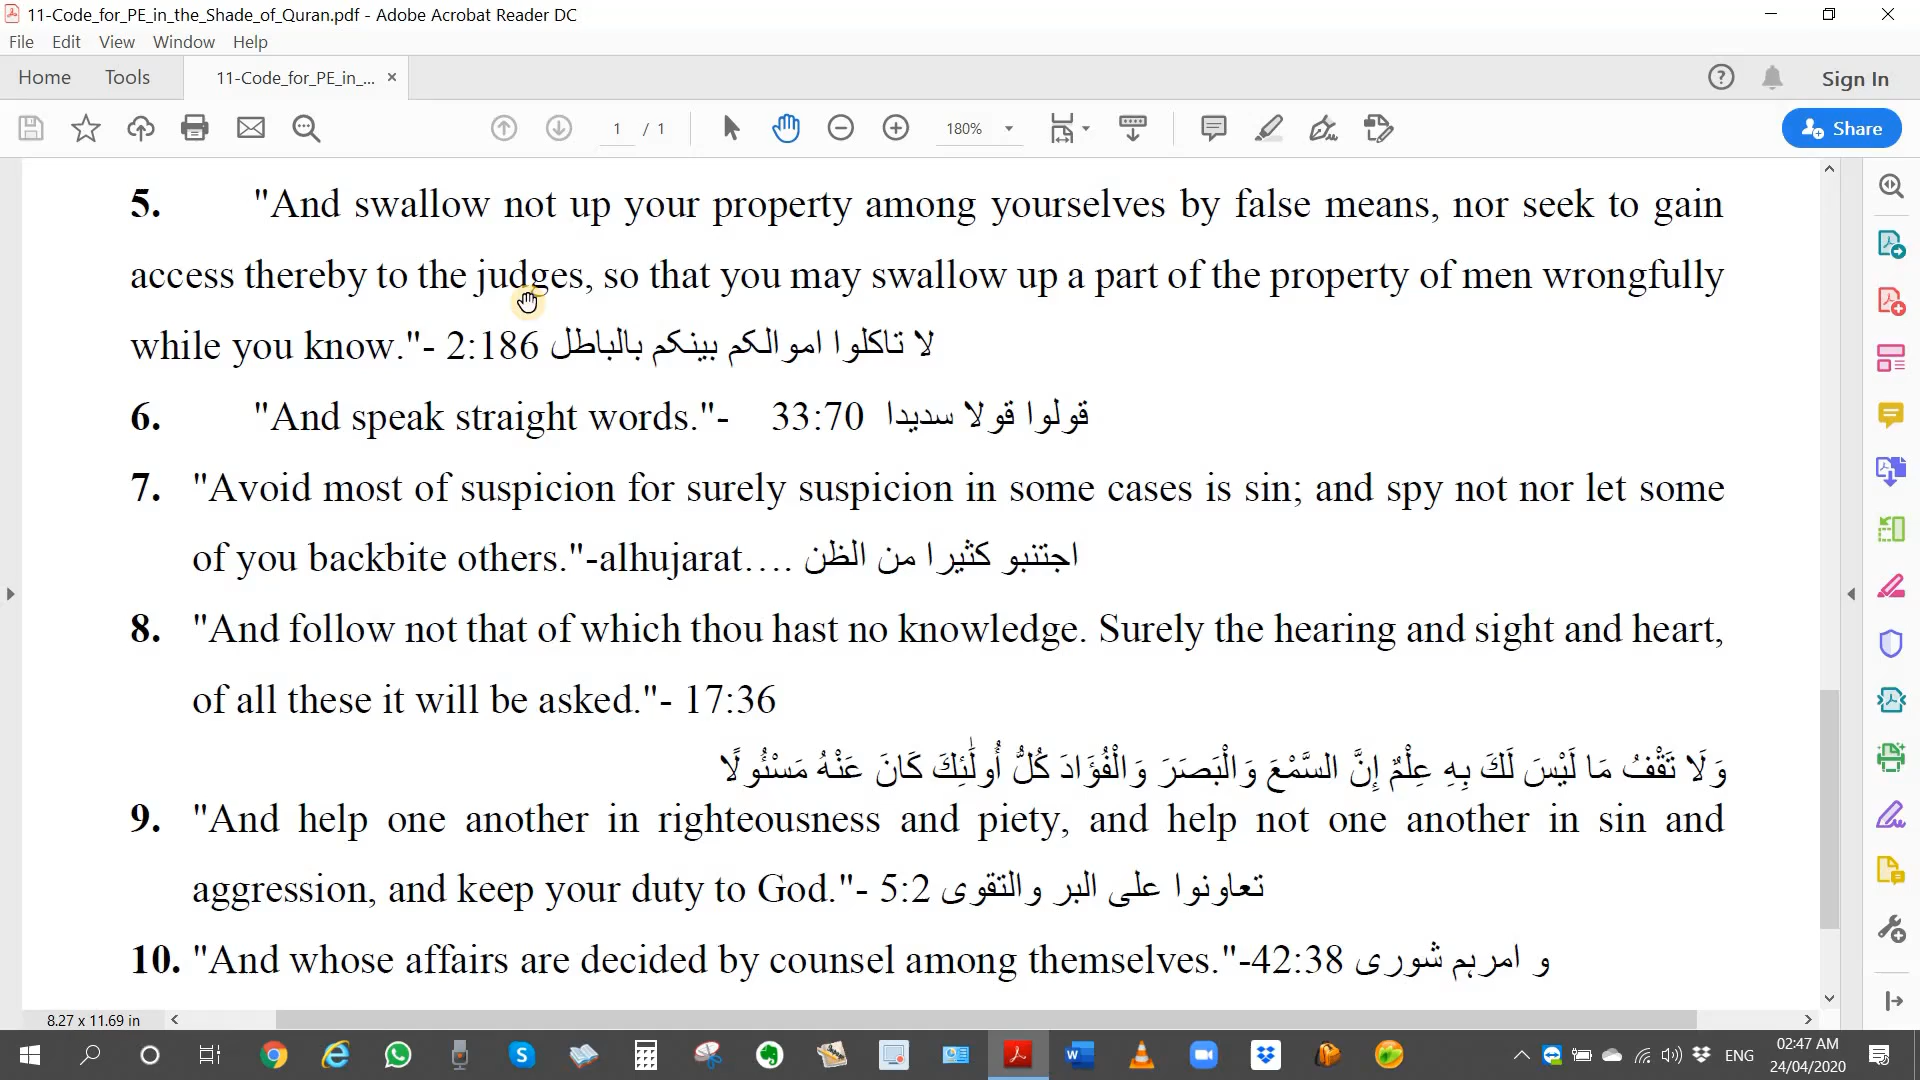 11-Code_for_PE_in_the_Shade_of_Quran.pdf - Adobe Acrobat Reader DC
File Edit View Window Help
Home Tools 11-Code_for_PE_in_... × Sign In
1 / 1 180% Share
5. "And swallow not up your property among yourselves by false means, nor seek to gain
access thereby to the judges, so that you may swallow up a part of the property of men wrongfully
while you know."- 2:186 لا تاكلوا اموالكم بينكم بالباطل
6. "And speak straight words."- 33:70 قولوا قولا سديدا
7. "Avoid most of suspicion for surely suspicion in some cases is sin; and spy not nor let some
of you backbite others."-alhujarat.... اجتنبو كثيرا من الظن
8. "And follow not that of which thou hast no knowledge. Surely the hearing and sight and heart,
of all these it will be asked."- 17:36
وَلَا تَقْفُ مَا لَيْسَ لَكَ بِهِ عِلْمٌ إِنَّ السَّمْعَ وَالْبَصَرَ وَالْفُؤَادَ كُلُّ أُولَٰئِكَ كَانَ عَنْهُ مَسْئُولًا
9. "And help one another in righteousness and piety, and help not one another in sin and
aggression, and keep your duty to God."- 5:2 تعاونوا على البر والتقوى
10. "And whose affairs are decided by counsel among themselves."-42:38 و امرہم شوری
8.27 x 11.69 in
ENG 02:47 AM
24/04/2020